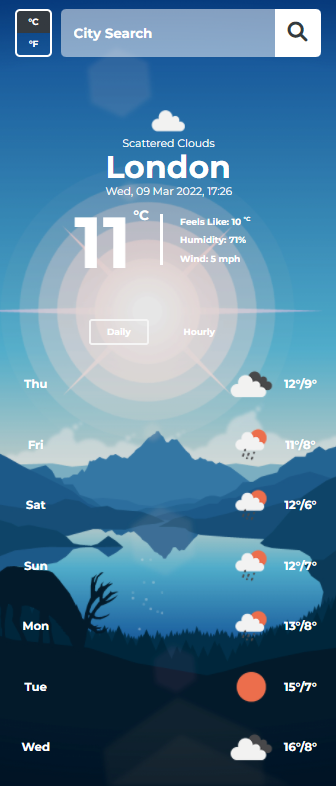 °C
City Search
°F
Scattered Clouds
London
Wed, 09 Mar 2022, 17:26
11 °C
Feels Like: 10 °C
Humidity: 71%
Wind: 5 mph
Daily Hourly
Thu 12°/9°
Fri 11°/8°
Sat 12°/6°
Sun 12°/7°
Mon 13°/8°
Tue 15°/7°
Wed 16°/8°